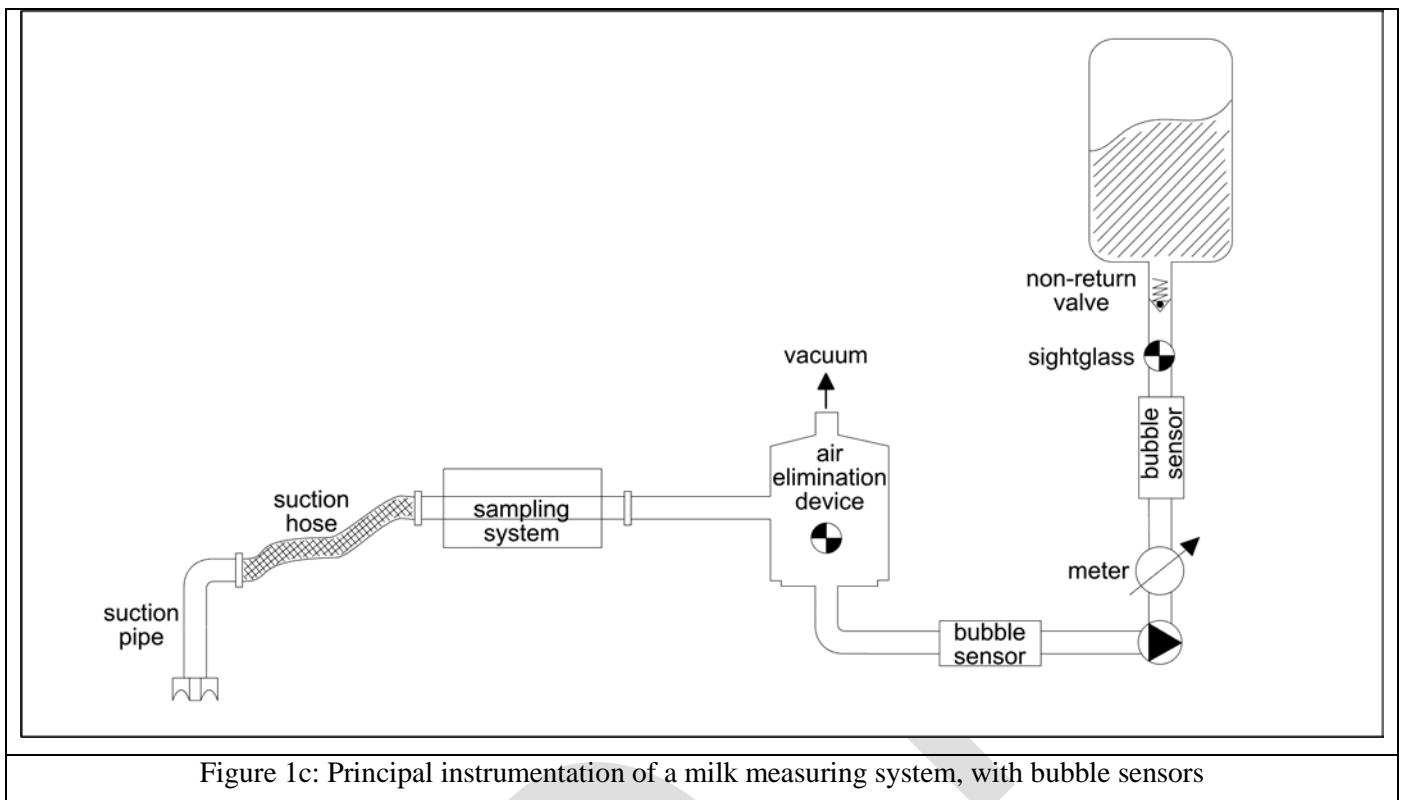 non-return
valve
sightglass
vacuum
bubble
sensor
air
elimination
device
suction
hose
sampling
system
meter
suction
pipe
bubble
sensor
Figure 1c: Principal instrumentation of a milk measuring system, with bubble sensors